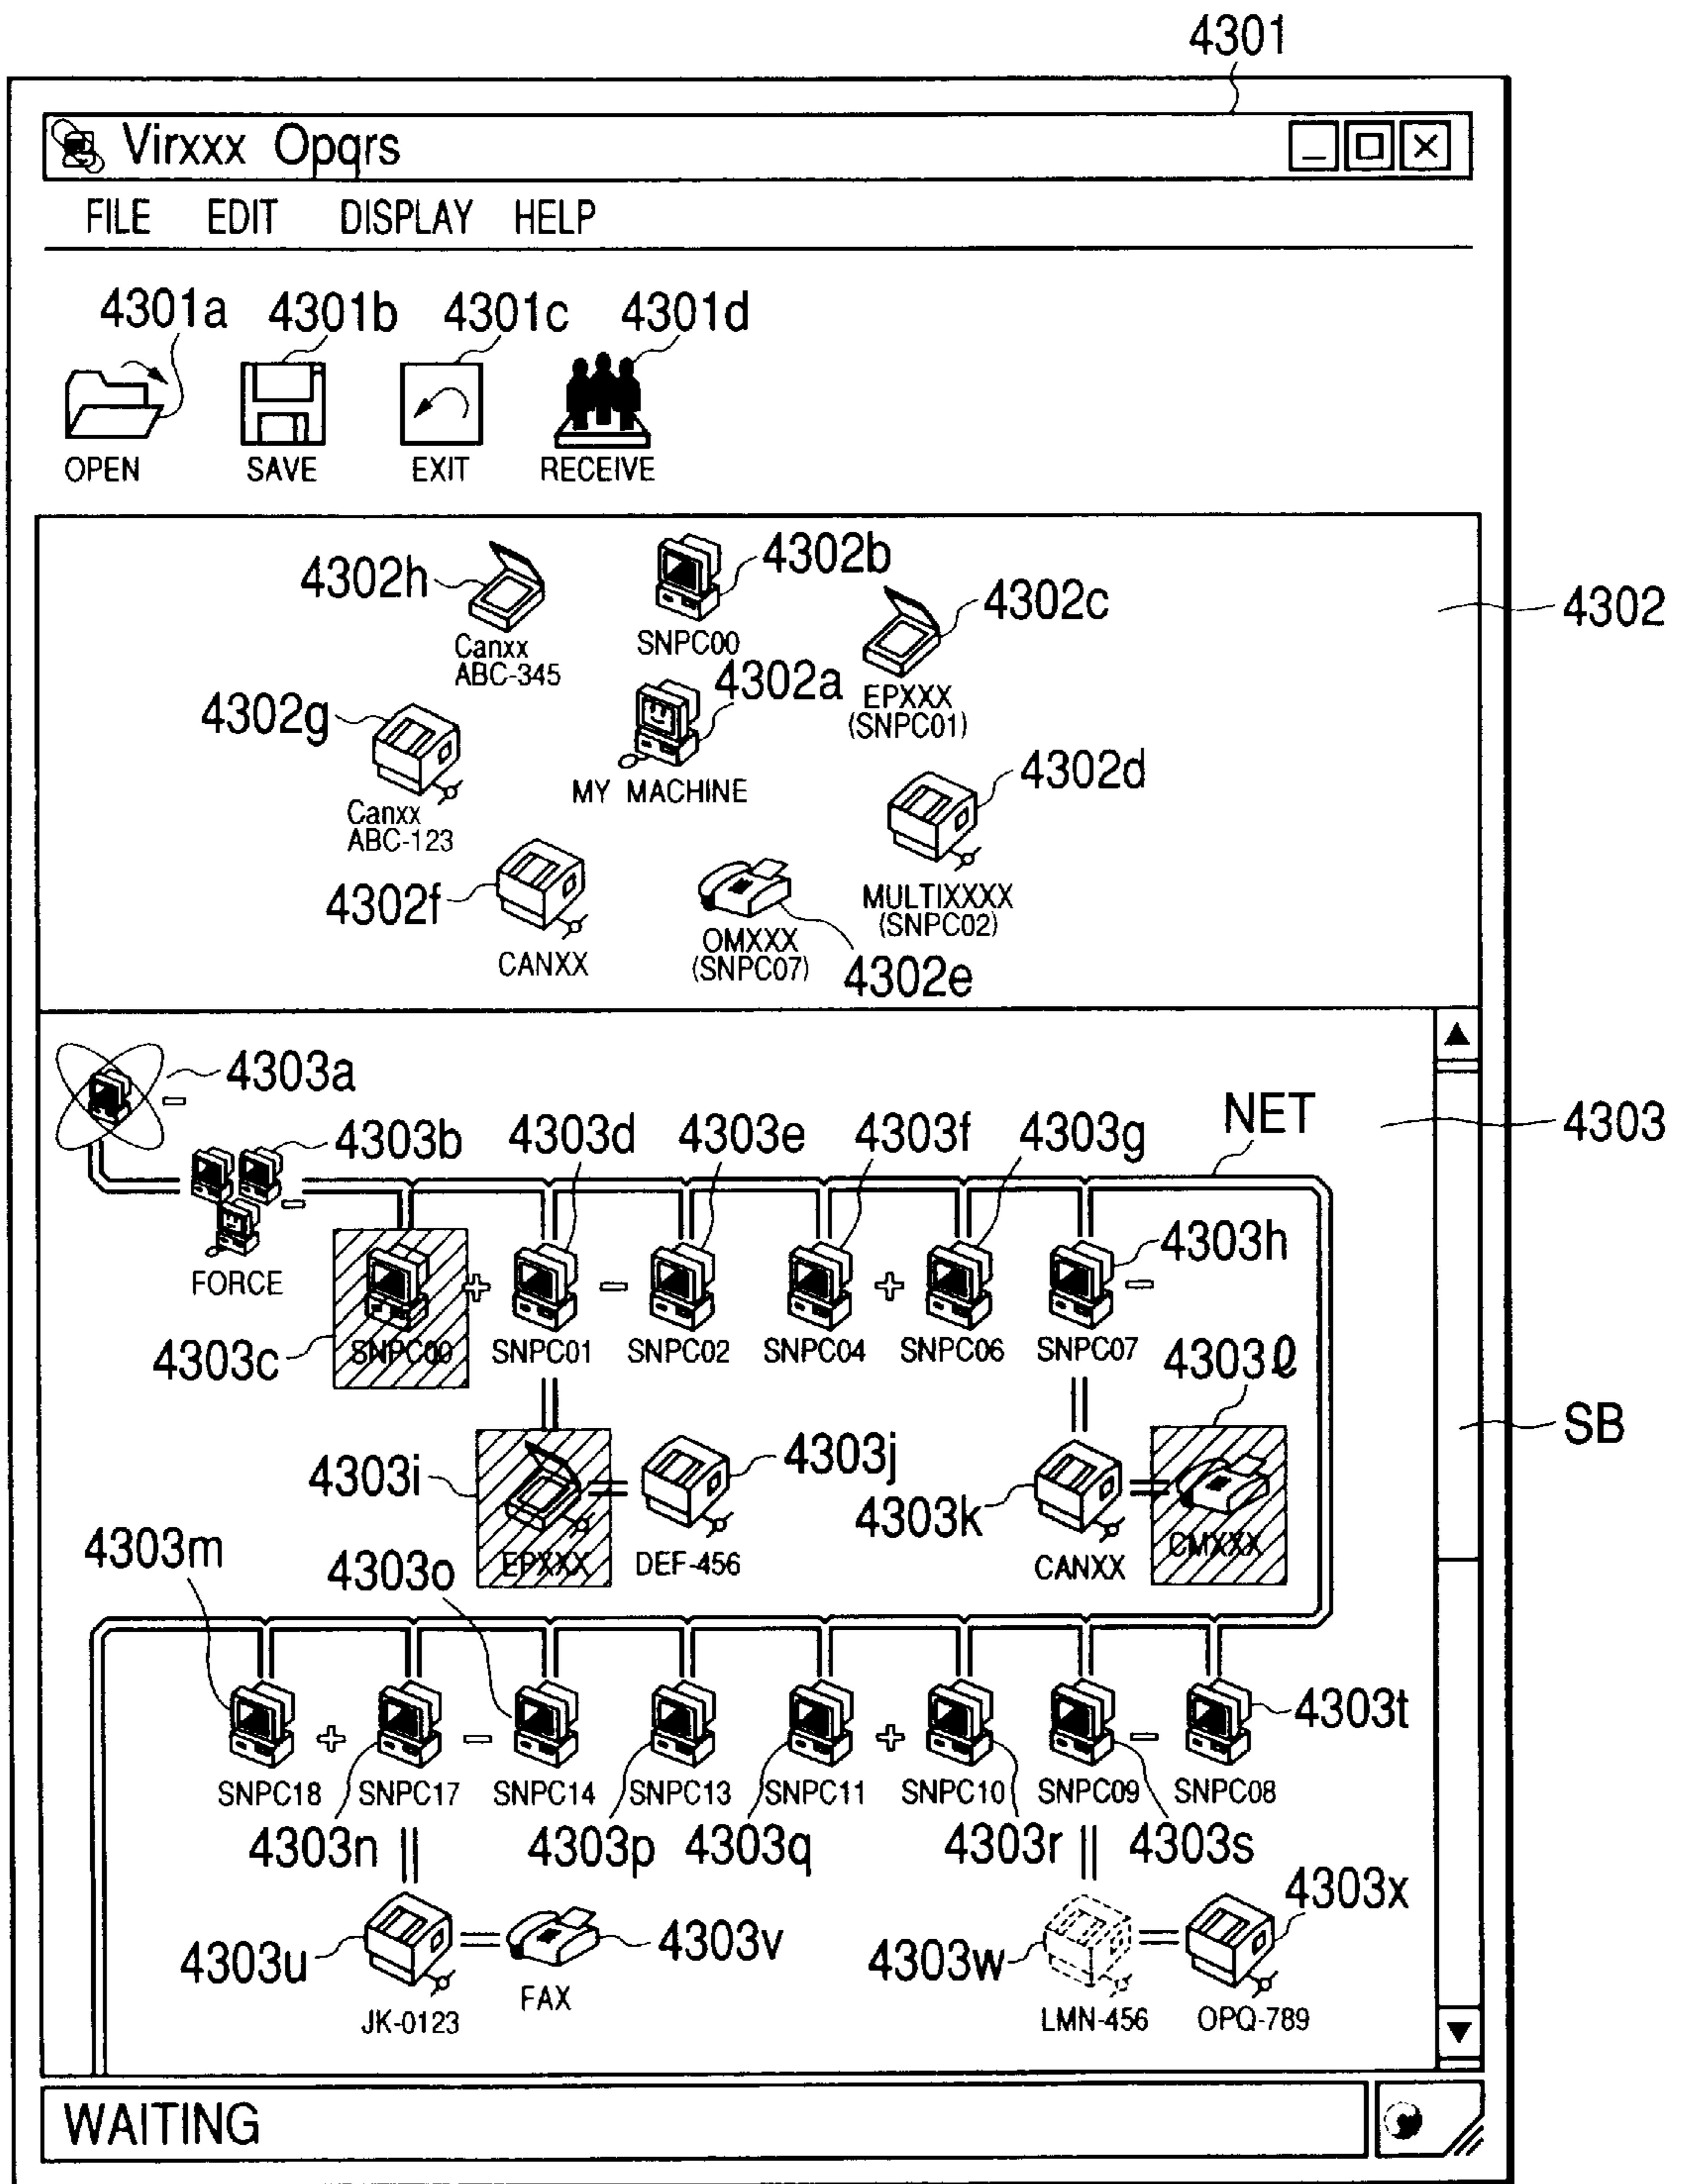 4301
Virxxx Opqrs
FILE EDIT DISPLAY HELP
4301a 4301b 4301c 4301d
OPEN SAVE EXIT RECEIVE
4302h
Canxx
ABC-345
4302b
SNPC00
4302c
EPXXX
(SNPC01)
4302
4302a
MY MACHINE
4302g
Canxx
ABC-123
4302d
MULTIXXXX
(SNPC02)
4302f
CANXX
OMXXX
(SNPC07)
4302e
4303a
NET
4303
4303b 4303d 4303e 4303f 4303g
- -
4303h
FORCE
+ - + -
4303c
SNPC00 SNPC01 SNPC02 SNPC04 SNPC06 SNPC07
4303ℓ
SB
4303i 4303j
4303k
EPXXX DEF-456 CANXX CMXXX
4303m 4303o
4303t
+ - + -
SNPC18 SNPC17 SNPC14 SNPC13 SNPC11 SNPC10 SNPC09 SNPC08
4303n 4303p 4303q 4303r 4303s
4303x
4303u 4303v 4303w
JK-0123 FAX LMN-456 OPQ-789
WAITING